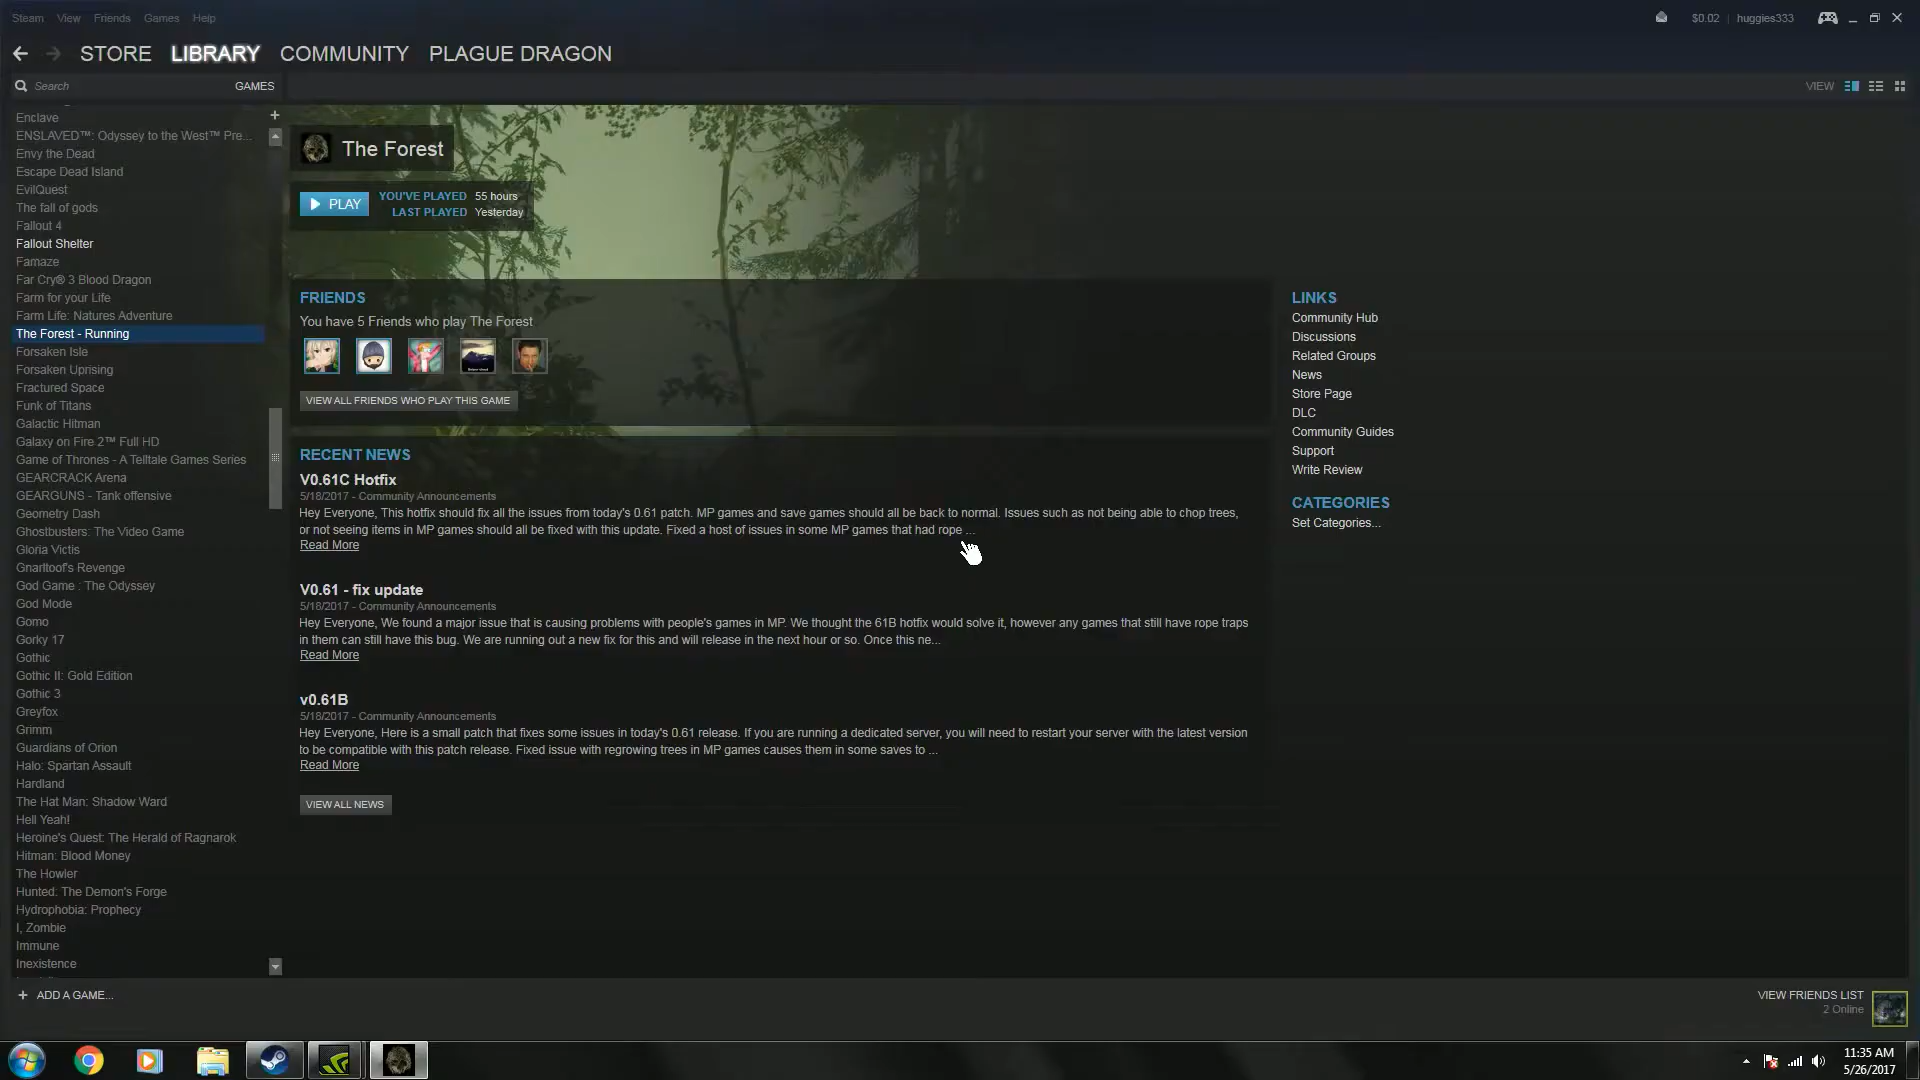 Steam View Friends Games Help
$0.02 | huggies333
STORE LIBRARY COMMUNITY PLAGUE DRAGON
Search GAMES
VIEW
Enclave
ENSLAVED™: Odyssey to the West™ Pre...
Envy the Dead
Escape Dead Island
EvilQuest
The fall of gods
Fallout 4
Fallout Shelter
Famaze
Far Cry® 3 Blood Dragon
Farm for your Life
Farm Life: Natures Adventure
The Forest - Running
Forsaken Isle
Forsaken Uprising
Fractured Space
Funk of Titans
Galactic Hitman
Galaxy on Fire 2™ Full HD
Game of Thrones - A Telltale Games Series
GEARCRACK Arena
GEARGUNS - Tank offensive
Geometry Dash
Ghostbusters: The Video Game
Gloria Victis
Gnarltoof's Revenge
God Game : The Odyssey
God Mode
Gomo
Gorky 17
Gothic
Gothic II: Gold Edition
Gothic 3
Greyfox
Grimm
Guardians of Orion
Halo: Spartan Assault
Hardland
The Hat Man: Shadow Ward
Hell Yeah!
Heroine's Quest: The Herald of Ragnarok
Hitman: Blood Money
The Howler
Hunted: The Demon's Forge
Hydrophobia: Prophecy
I, Zombie
Immune
Inexistence
+ ADD A GAME...
The Forest
PLAY
YOU'VE PLAYED 55 hours
LAST PLAYED Yesterday
FRIENDS
You have 5 Friends who play The Forest
VIEW ALL FRIENDS WHO PLAY THIS GAME
RECENT NEWS
V0.61C Hotfix
5/18/2017 - Community Announcements
Hey Everyone, This hotfix should fix all the issues from today's 0.61 patch. MP games and save games should all be back to normal. Issues such as not being able to chop trees,
or not seeing items in MP games should all be fixed with this update. Fixed a host of issues in some MP games that had rope ...
Read More
V0.61 - fix update
5/18/2017 - Community Announcements
Hey Everyone, We found a major issue that is causing problems with people's games in MP. We thought the 61B hotfix would solve it, however any games that still have rope traps
in them can still have this bug. We are running out a new fix for this and will release in the next hour or so. Once this ne...
Read More
v0.61B
5/18/2017 - Community Announcements
Hey Everyone, Here is a small patch that fixes some issues in today's 0.61 release. If you are running a dedicated server, you will need to restart your server with the latest version
to be compatible with this patch release. Fixed issue with regrowing trees in MP games causes them in some saves to ...
Read More
VIEW ALL NEWS
LINKS
Community Hub
Discussions
Related Groups
News
Store Page
DLC
Community Guides
Support
Write Review
CATEGORIES
Set Categories...
VIEW FRIENDS LIST
2 Online
11:35 AM
5/26/2017